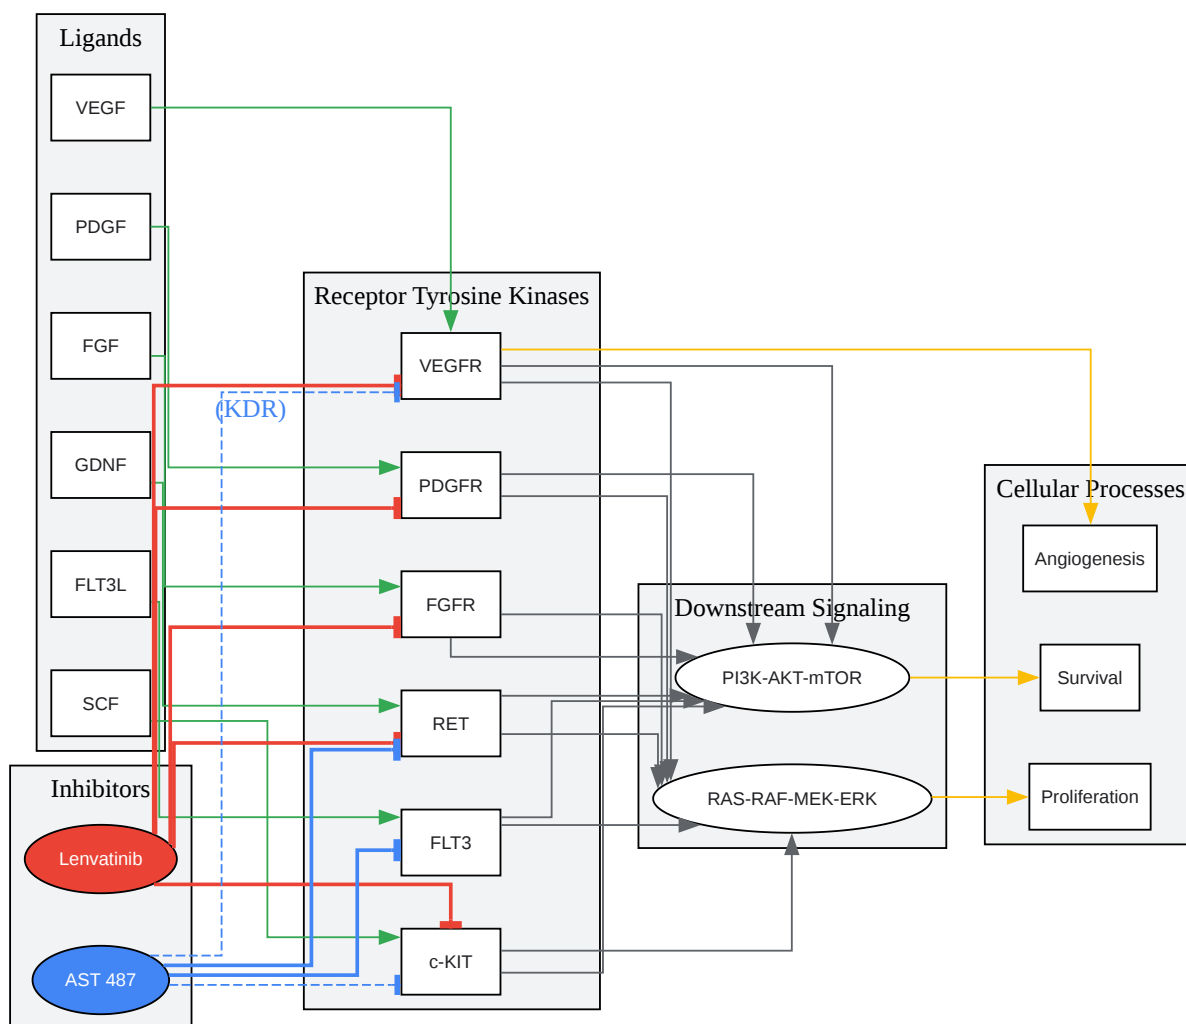 Ligands
VEGF
PDGF
FGF
GDNF
FLT3L
SCF
Inhibitors
Lenvatinib
AST 487
(KDR)
Receptor Tyrosine Kinases
VEGFR
PDGFR
FGFR
RET
FLT3
c-KIT
Downstream Signaling
PI3K-AKT-mTOR
RAS-RAF-MEK-ERK
Cellular Processes
Angiogenesis
Survival
Proliferation